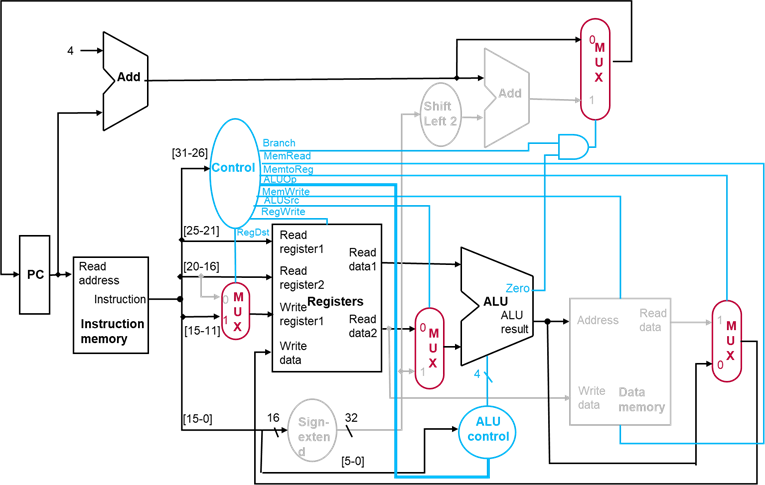 4
Add
Shift
Left 2
Add
0
M
U
X
1
[31-26]
Control
Branch
MemRead
MemtoReg
ALUOp
MemWrite
ALUSrc
RegWrite
RegDst
[25-21]
[20-16]
[15-11]
0
M
U
X
1
PC
Read
address
Instruction
Instruction
memory
Read
register1
Read
register2
Write
register1
Write
data
Registers
Read
data1
Read
data2
0
M
U
X
1
ALU
Zero
ALU
result
4
Address
Read
data
Write
data
Data
memory
1
M
U
X
0
[15-0]
16
Sign-
exten
d
32
[5-0]
ALU
control